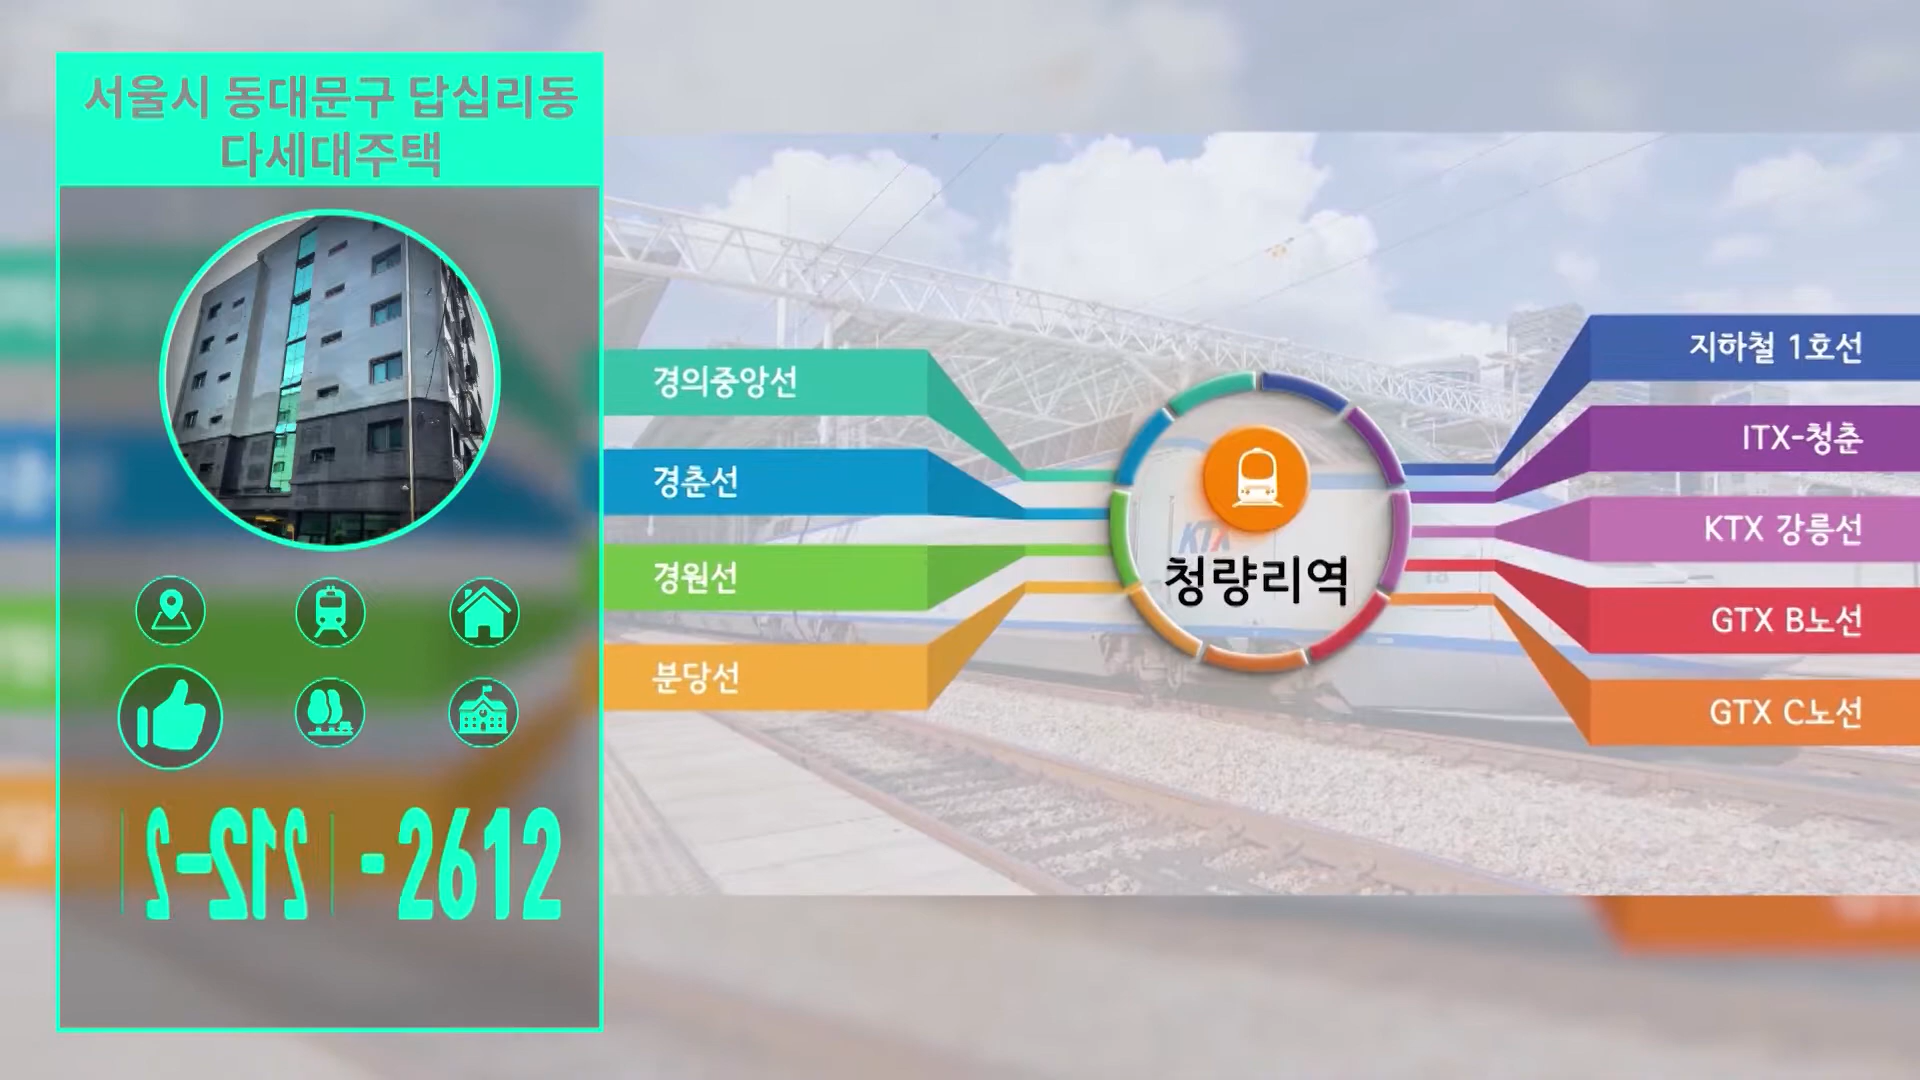 서울시 동대문구 답십리동
다세대주택
-2612
경의중앙선
경춘선
경원선
분당선
KTX
청량리역
지하철 1호선
ITX-청춘
KTX 강릉선
GTX B노선
GTX C노선